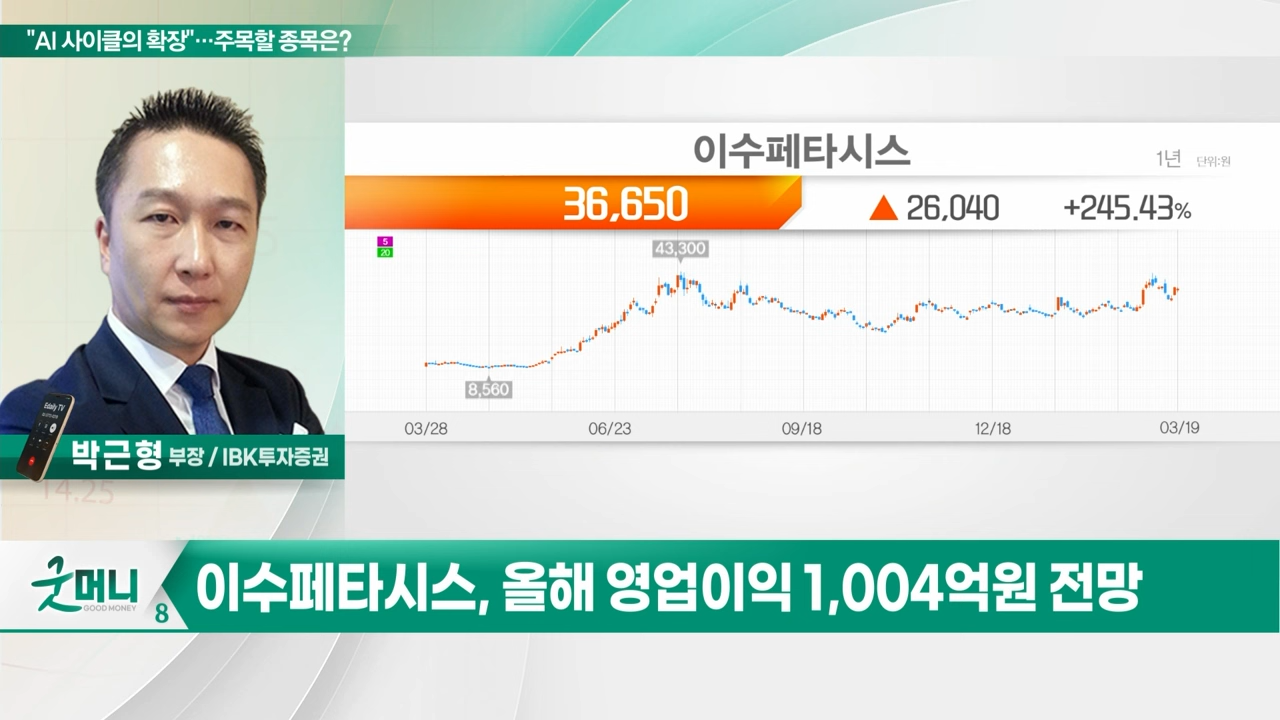 "AI 사이클의 확장"…주목할 종목은?
이수페타시스
1년 단위:원
36,650 ▲ 26,040 +245.43%
5
20
43,300
8,560
03/28 06/23 09/18 12/18 03/19
Edaily TV
박근형 부장 / IBK투자증권
14.25
굿머니
GOOD MONEY
8
이수페타시스, 올해 영업이익 1,004억원 전망